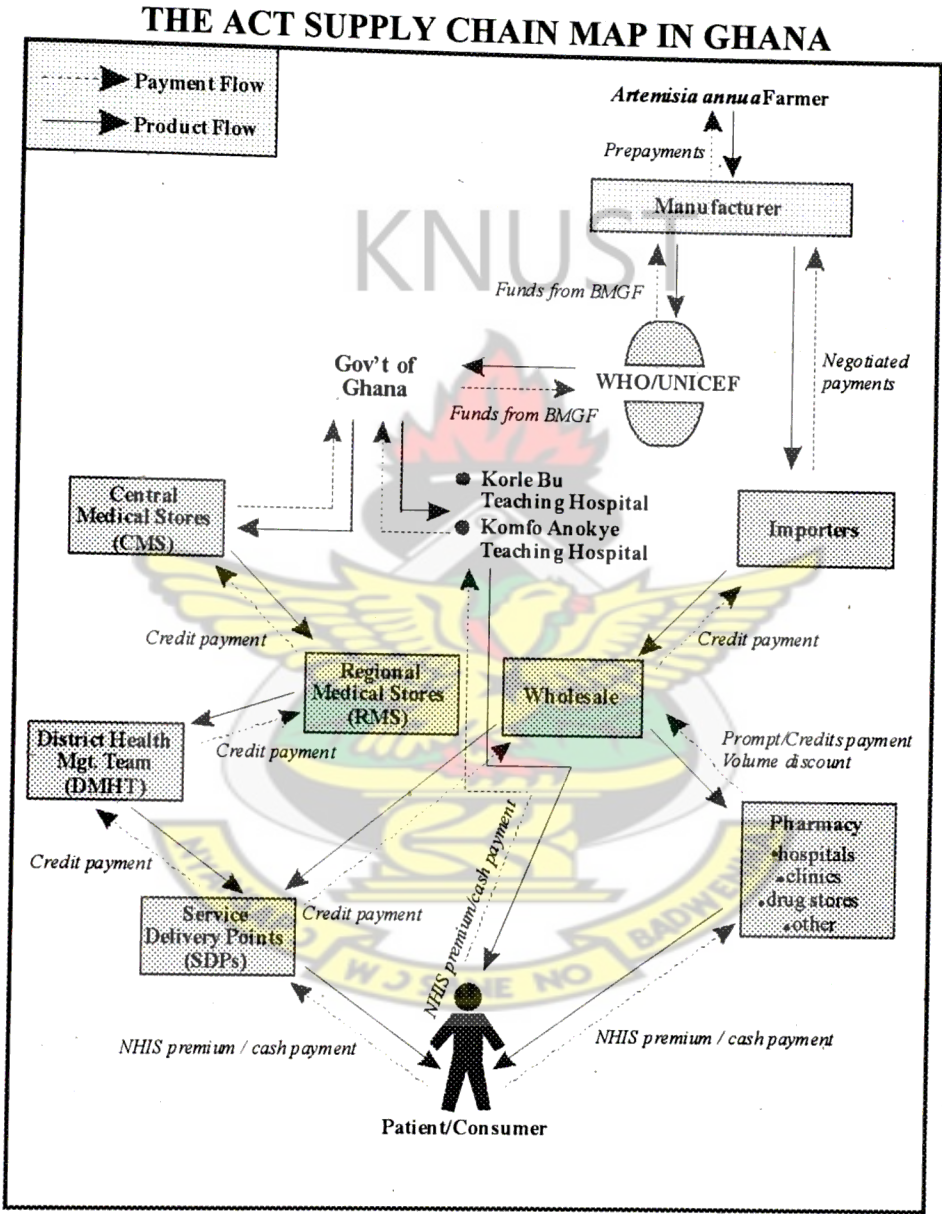 THE ACT SUPPLY CHAIN MAP IN GHANA
Payment Flow
Product Flow
Artemisia annua Farmer
Prepayments
Manufacturer
KNUST
Funds from BMGF
Gov't of
Ghana
WHO/UNICEF
Negotiated
payments
Funds from BMGF
Korle Bu
Teaching Hospital
Komfo Anokye
Teaching Hospital
Central
Medical Stores
(CMS)
Importers
Credit payment
Credit payment
Regional
Medical Stores
(RMS)
Wholesale
District Health
Mgt. Team
(DMHT)
Credit payment
Prompt/Credits payment
Volume discount
Pharmacy
hospitals
clinics
drug stores
other
Credit payment
Service
Delivery Points
(SDPs)
Credit payment
NHIS premium/cash payment
W Ɔ SANE NO BADWENM
NHIS premium / cash payment
NHIS premium / cash payment
Patient/Consumer